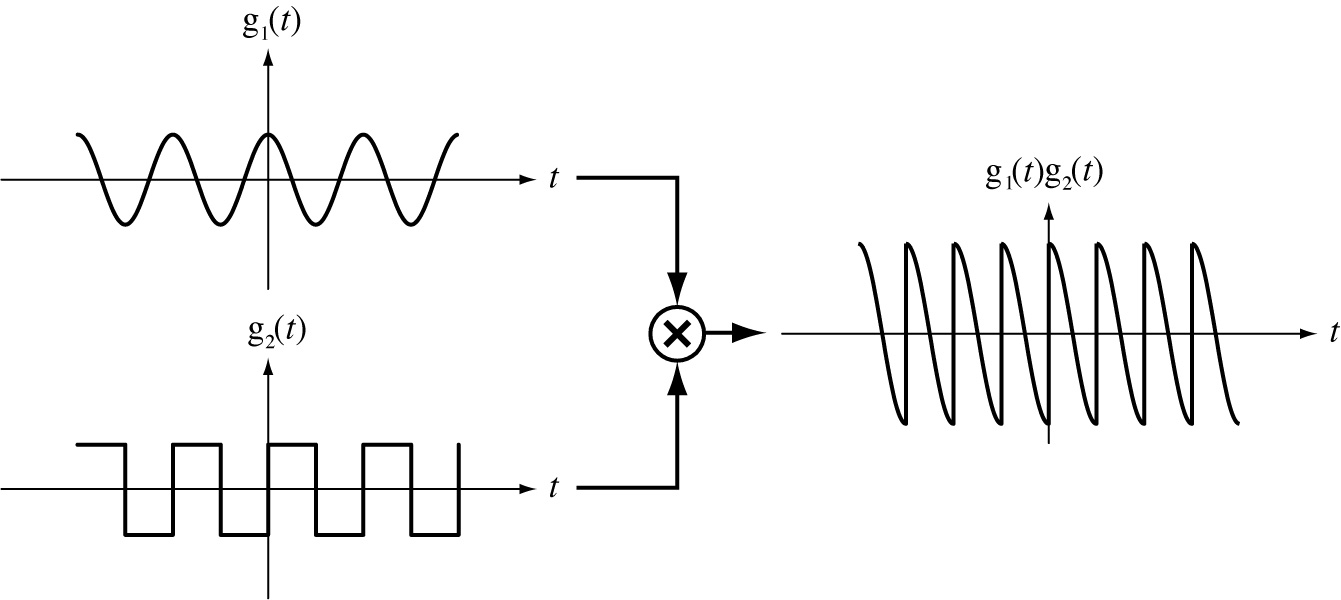 g₁(t)
t
g₂(t)
t
g₁(t)g₂(t)
t